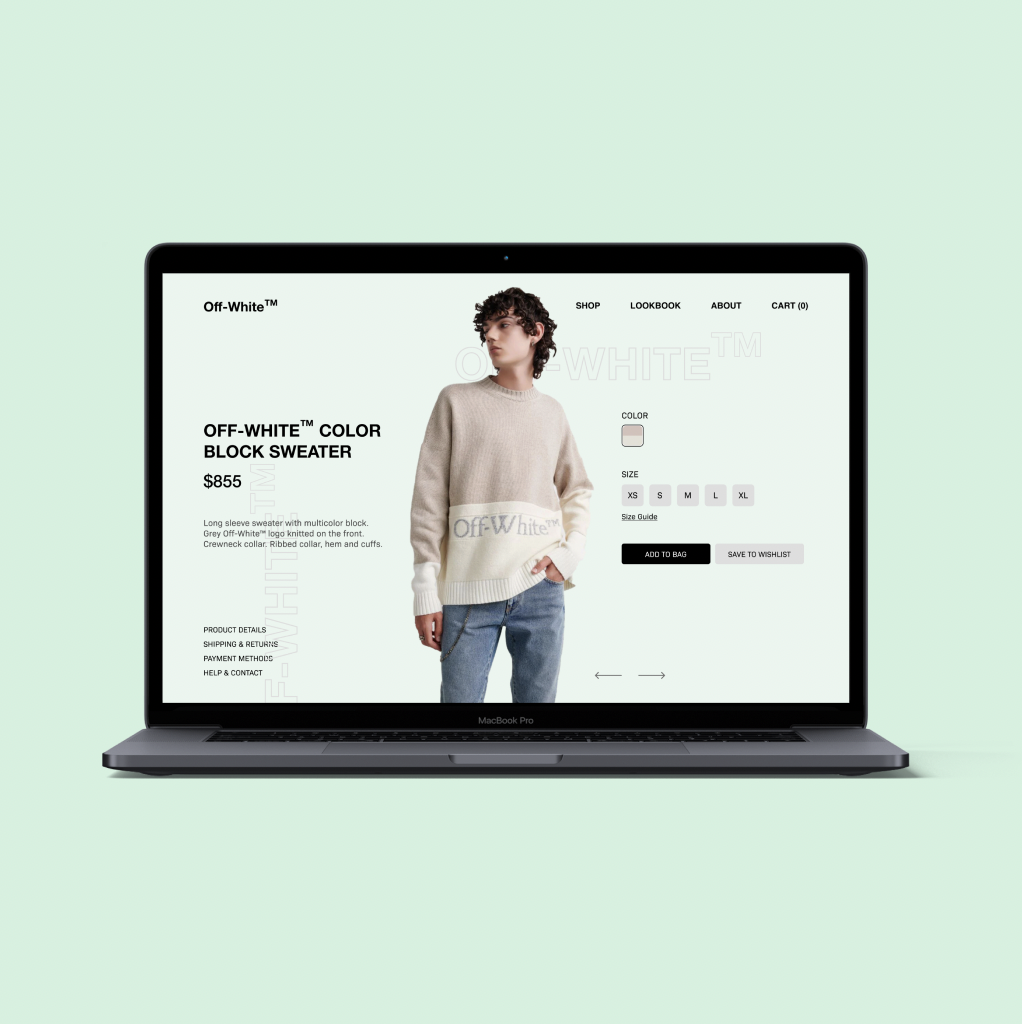 Off-White™
SHOP LOOKBOOK ABOUT CART (0)
OFF-WHITE™
OFF-WHITE™ COLOR
BLOCK SWEATER
$855
Long sleeve sweater with multicolor block.
Grey Off-White™ logo knitted on the front.
Crewneck collar. Ribbed collar, hem and cuffs.
F-WHITE™
PRODUCT DETAILS
SHIPPING & RETURNS
PAYMENT METHODS
HELP & CONTACT
Off-White™
COLOR
SIZE
XS S M L XL
Size Guide
ADD TO BAG SAVE TO WISHLIST
MacBook Pro